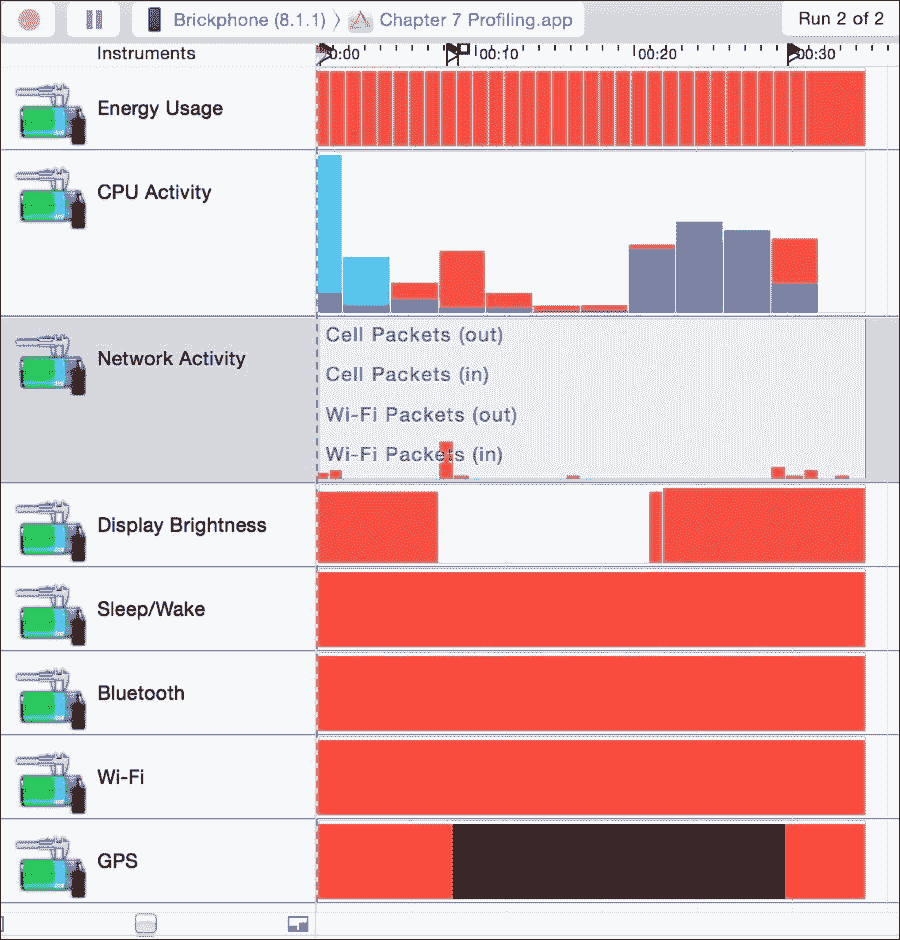 Brickphone (8.1.1) Chapter 7 Profiling.app Run 2 of 2
Instruments 0:00 00:10 00:20 00:30
Energy Usage
CPU Activity
Cell Packets (out)
Network Activity
Cell Packets (in)
Wi-Fi Packets (out)
Wi-Fi Packets (in)
Display Brightness
Sleep/Wake
Bluetooth
Wi-Fi
GPS